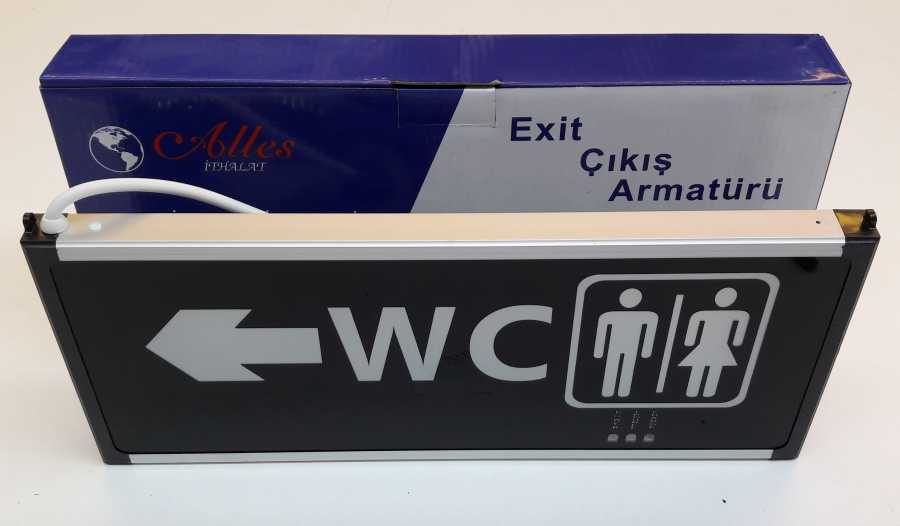 Alles
İTHALAT
Exit
Çıkış
Armatürü
WC